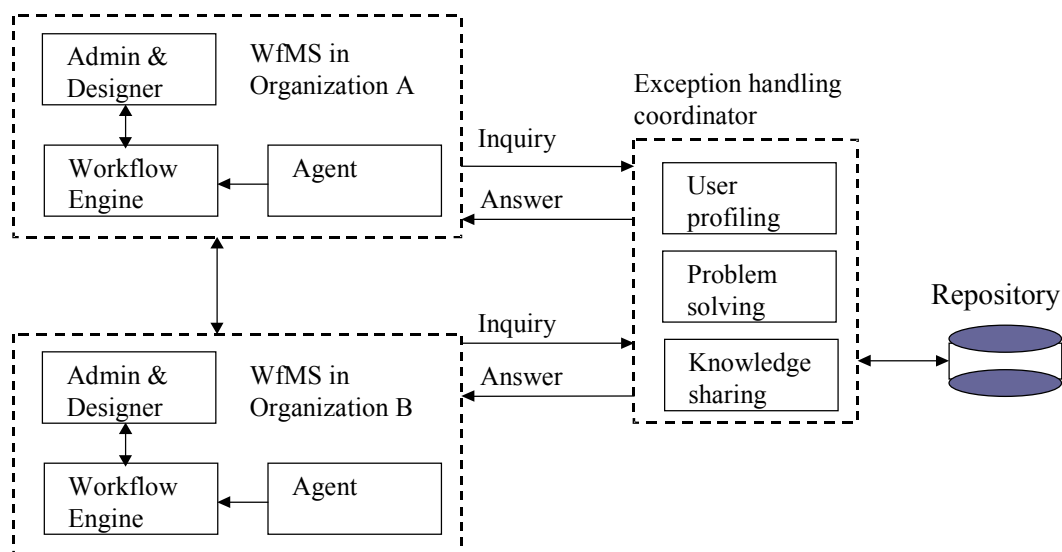 Admin &
Designer
WfMS in
Organization A
Workflow
Engine
Agent
Inquiry
Answer
Exception handling
coordinator
User
profiling
Problem
solving
Knowledge
sharing
Repository
Inquiry
Answer
Admin &
Designer
WfMS in
Organization B
Workflow
Engine
Agent